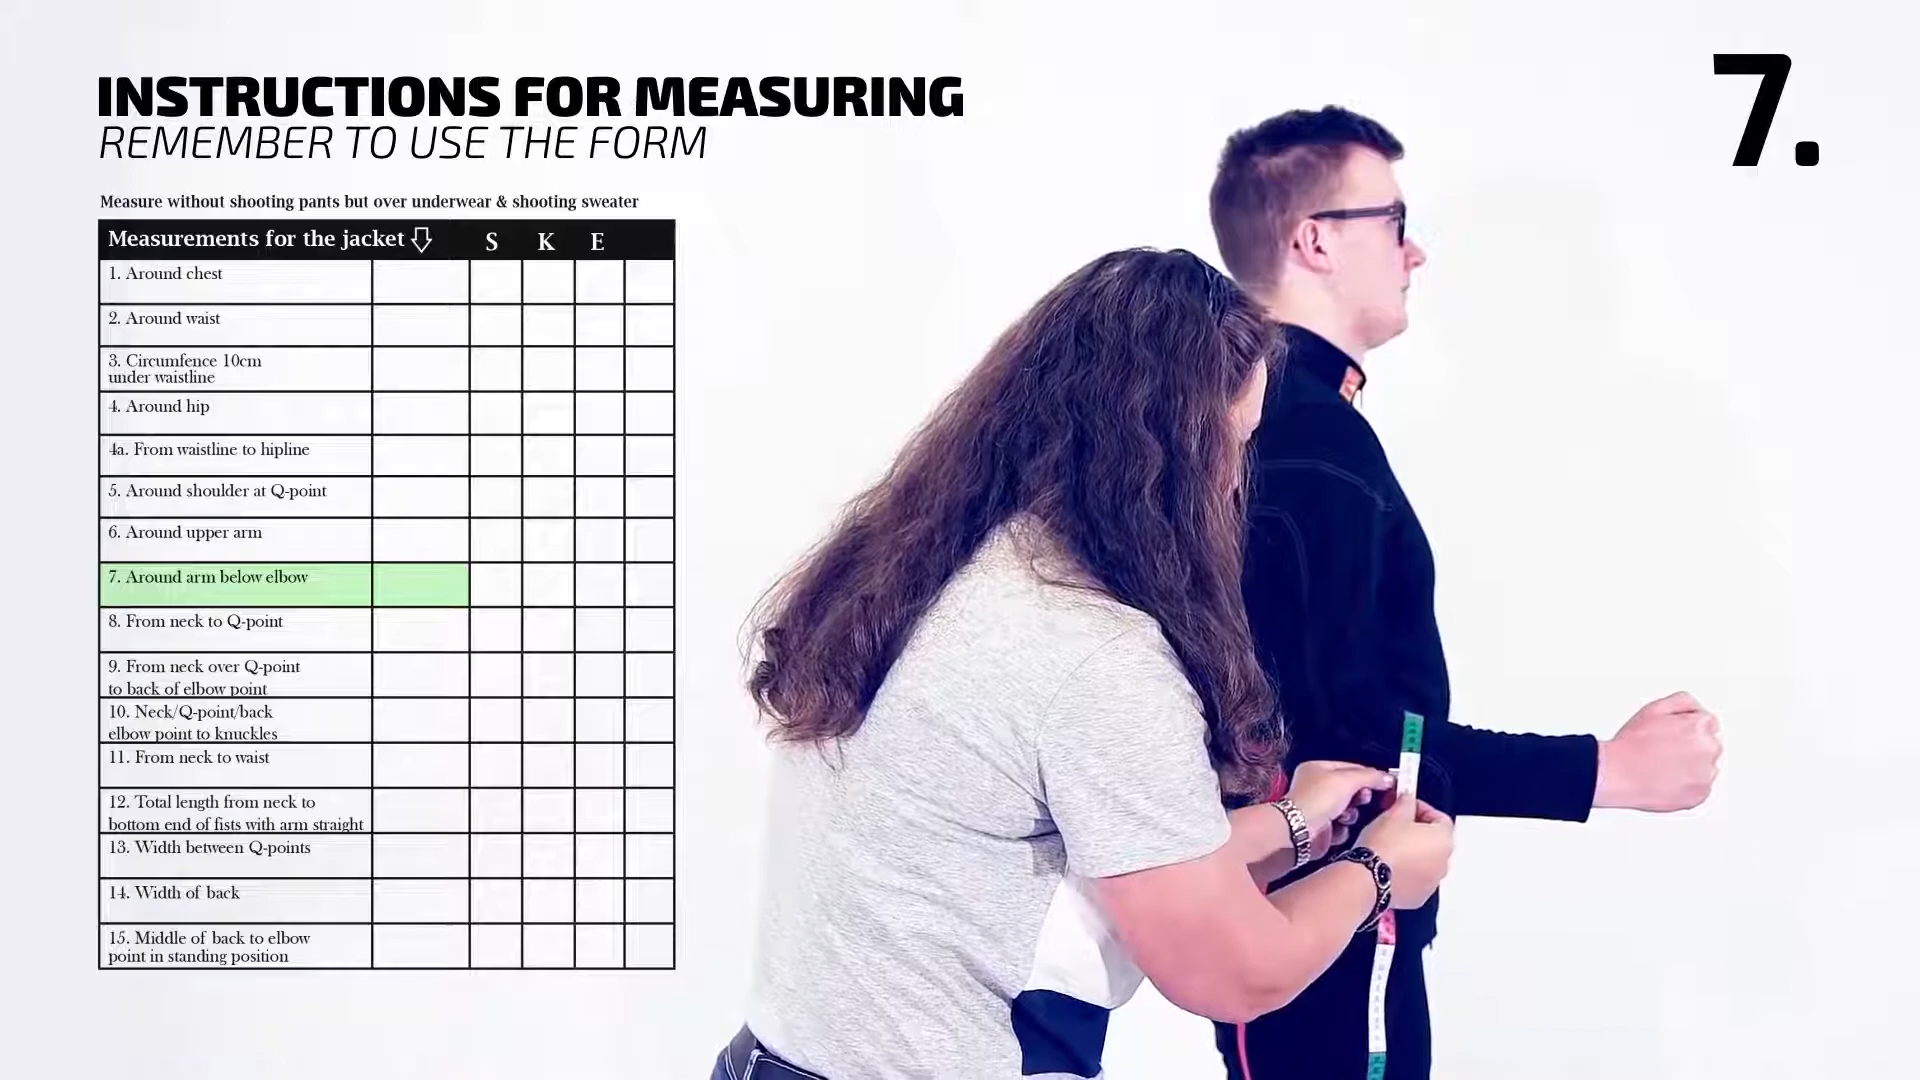 INSTRUCTIONS FOR MEASURING
REMEMBER TO USE THE FORM
7.
Measure without shooting pants but over underwear & shooting sweater
Measurements for the jacket S K E
1. Around chest
2. Around waist
3. Circumfence 10cm
under waistline
4. Around hip
4a. From waistline to hipline
5. Around shoulder at Q-point
6. Around upper arm
7. Around arm below elbow
8. From neck to Q-point
9. From neck over Q-point
to back of elbow point
10. Neck/Q-point/back
elbow point to knuckles
11. From neck to waist
12. Total length from neck to
bottom end of fists with arm straight
13. Width between Q-points
14. Width of back
15. Middle of back to elbow
point in standing position